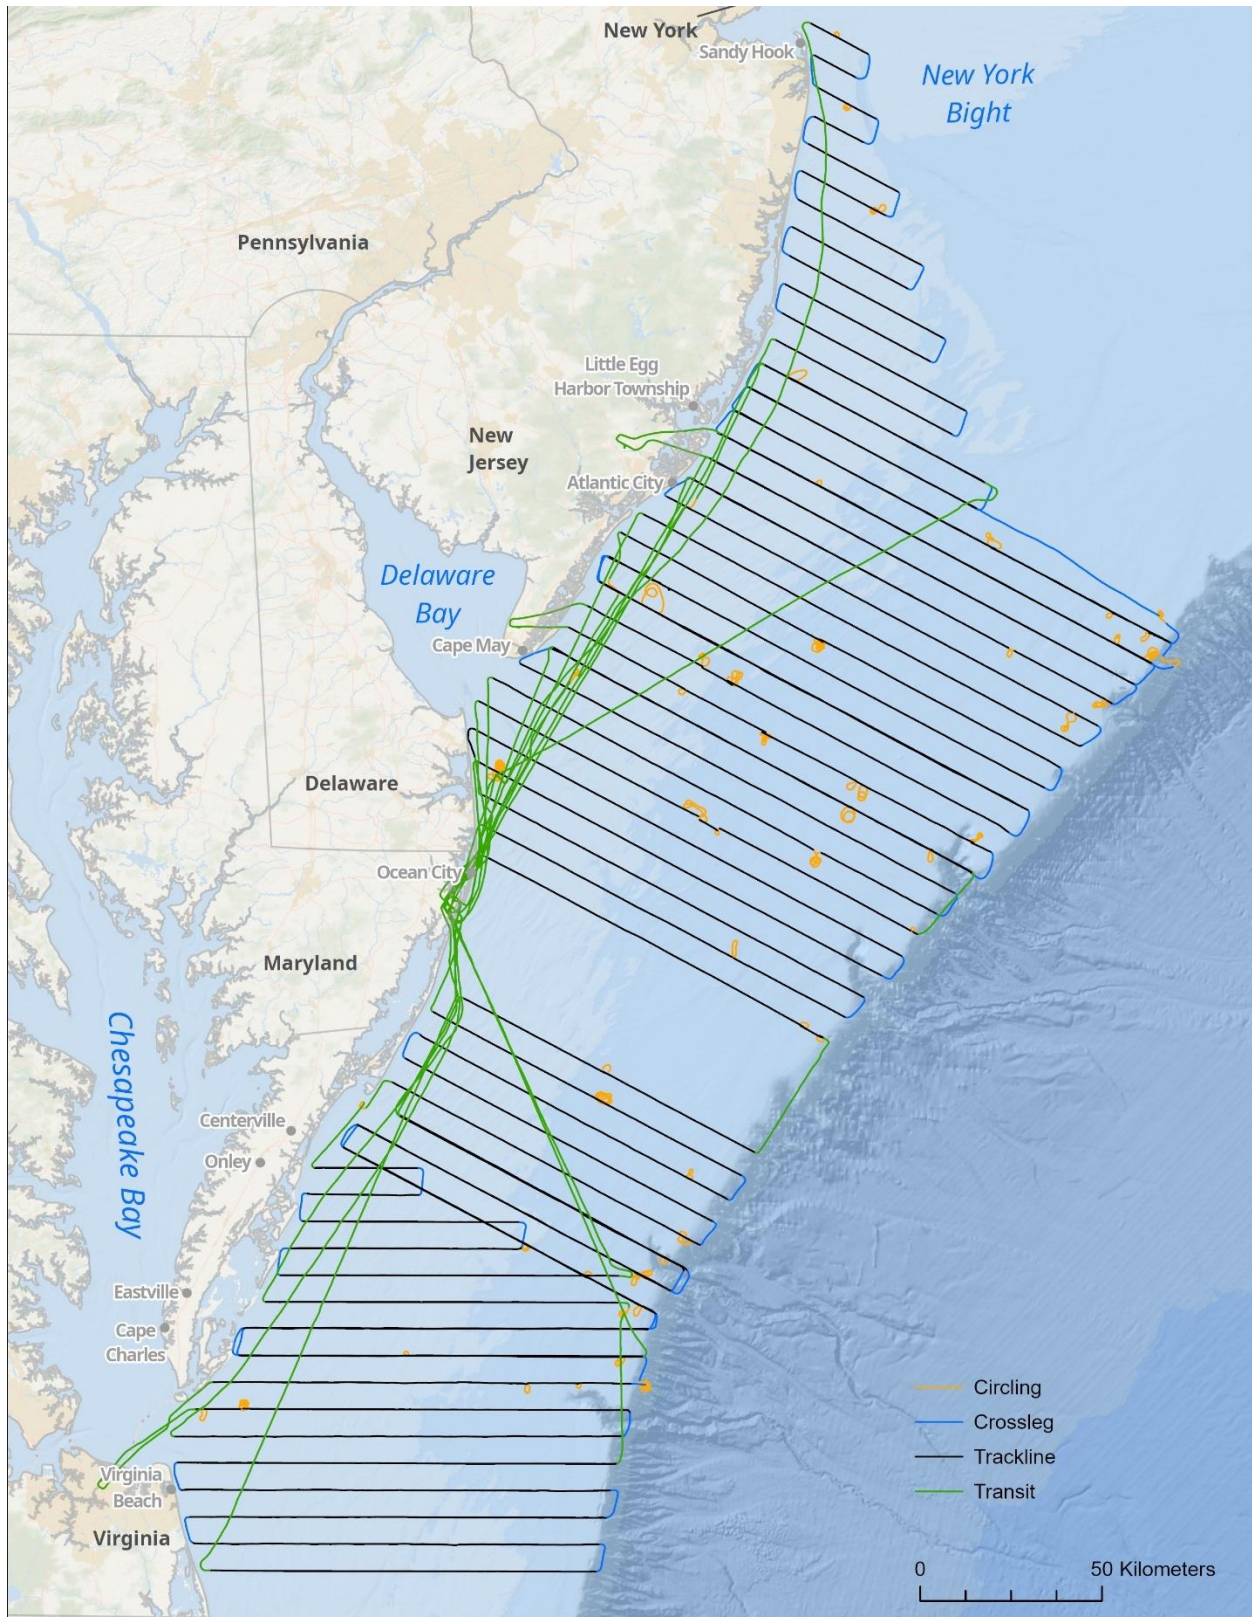 New York
Sandy Hook
New York
Bight
Pennsylvania
Little Egg
Harbor Township
New
Jersey
Atlantic City
Delaware
Bay
Cape May
Delaware
Ocean City
Maryland
Chesapeake Bay
Centerville
Onley
Eastville
Cape
Charles
Circling
Crossleg
Trackline
Transit
Virginia
Beach
Virginia
0 50 Kilometers